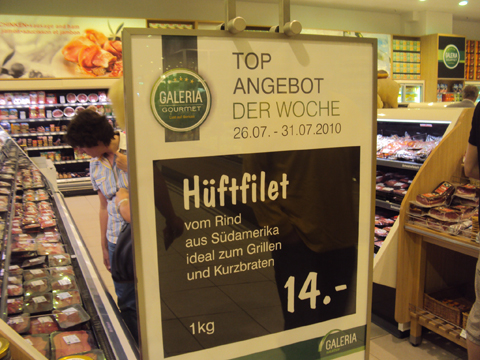 GALERIA
GOURMET
TOP
ANGEBOT
DER WOCHE
26.07. - 31.07.2010
Hüftfilet
vom Rind
aus Südamerika
ideal zum Grillen
und Kurzbraten
14.-
1kg
GALERIA